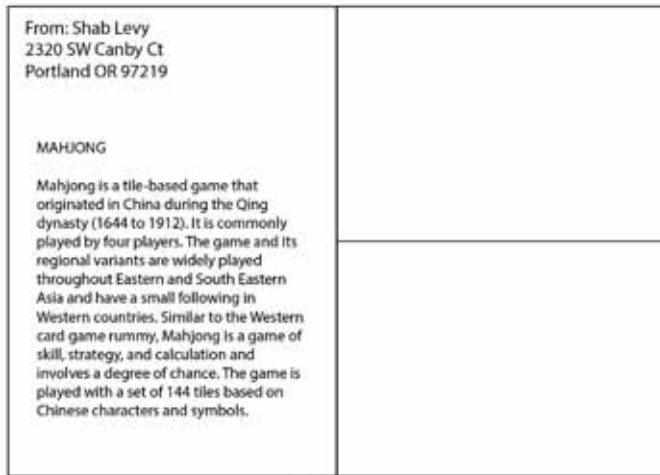 From: Shab Levy
2320 SW Canby Ct
Portland OR 97219
MAHJONG
Mahjong is a tile-based game that
originated in China during the Qing
dynasty (1644 to 1912). It is commonly
played by four players. The game and its
regional variants are widely played
throughout Eastern and South Eastern
Asia and have a small following in
Western countries. Similar to the Western
card game rummy, Mahjong is a game of
skill, strategy, and calculation and
involves a degree of chance. The game is
played with a set of 144 tiles based on
Chinese characters and symbols.